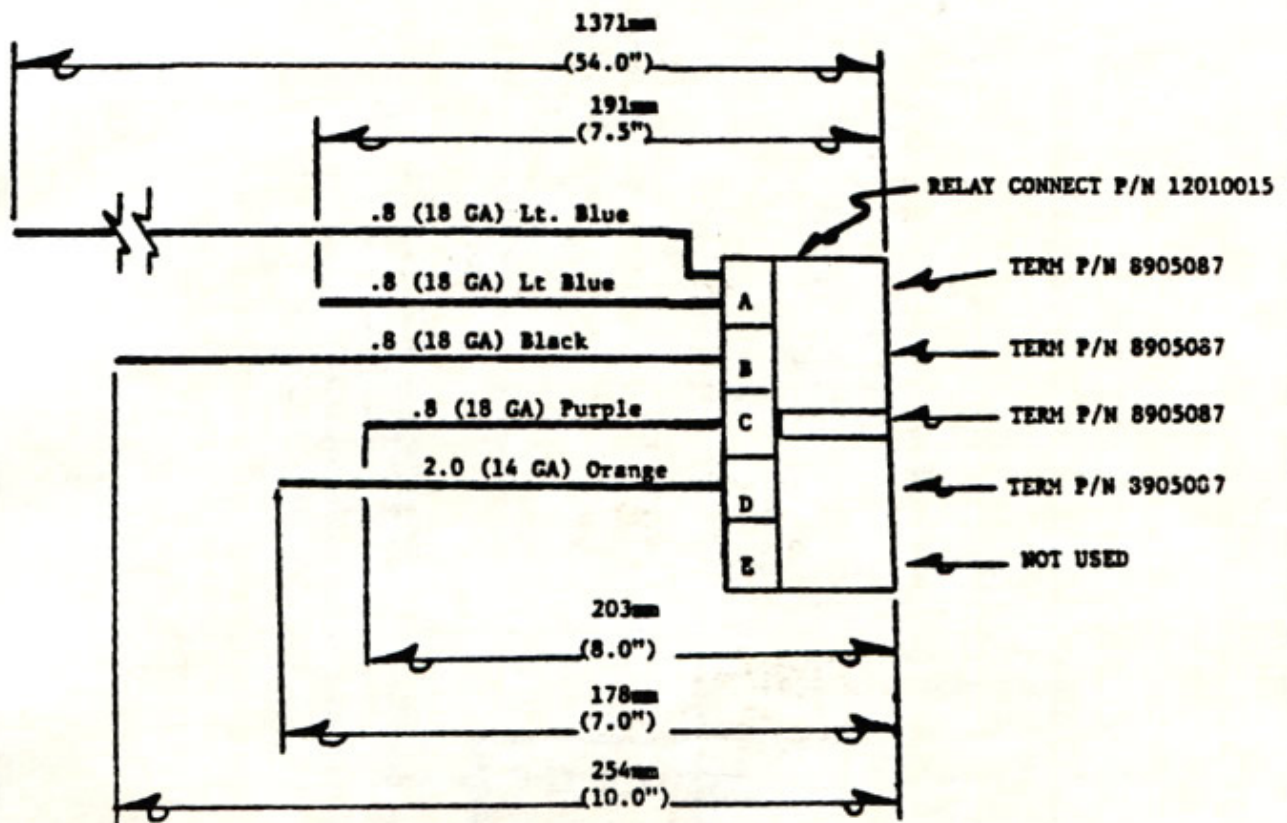 1371mm
(54.0")
191mm
(7.5")
RELAY CONNECT P/N 12010015
.8 (18 GA) Lt. Blue
TERM P/N 8905087
.8 (18 GA) Lt Blue
A
.8 (18 GA) Black
TERM P/N 8905087
B
.8 (18 GA) Purple
C
TERM P/N 8905087
2.0 (14 GA) Orange
D
TERM P/N 8905087
E
NOT USED
203mm
(8.0")
178mm
(7.0")
254mm
(10.0")